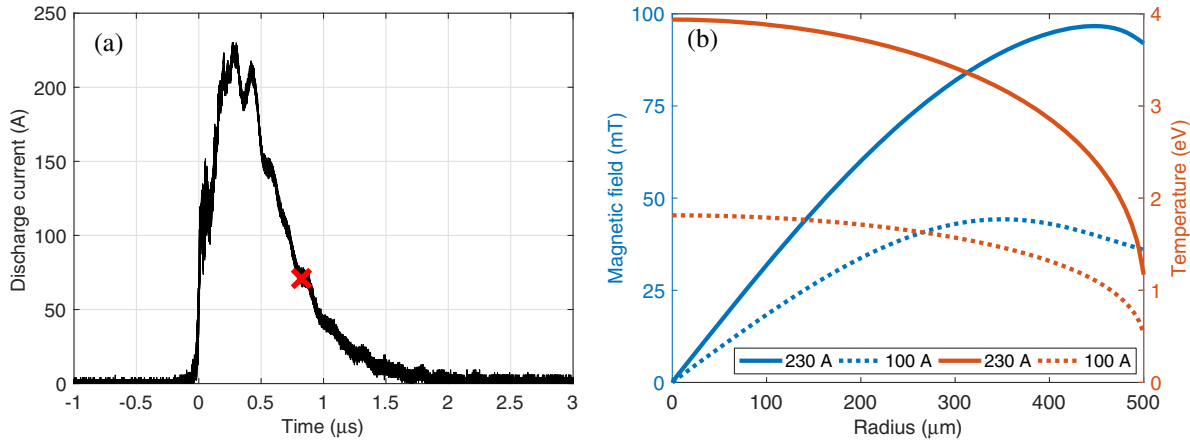 (a)
Discharge current (A)
250
200
150
100
50
0
-1
-0.5
0
0.5
1
1.5
2
2.5
3
Time (μs)
(b)
Magnetic field (mT)
100
75
50
25
0
0
100
200
300
400
500
Radius (μm)
Temperature (eV)
4
3
2
1
0
230 A
100 A
230 A
100 A